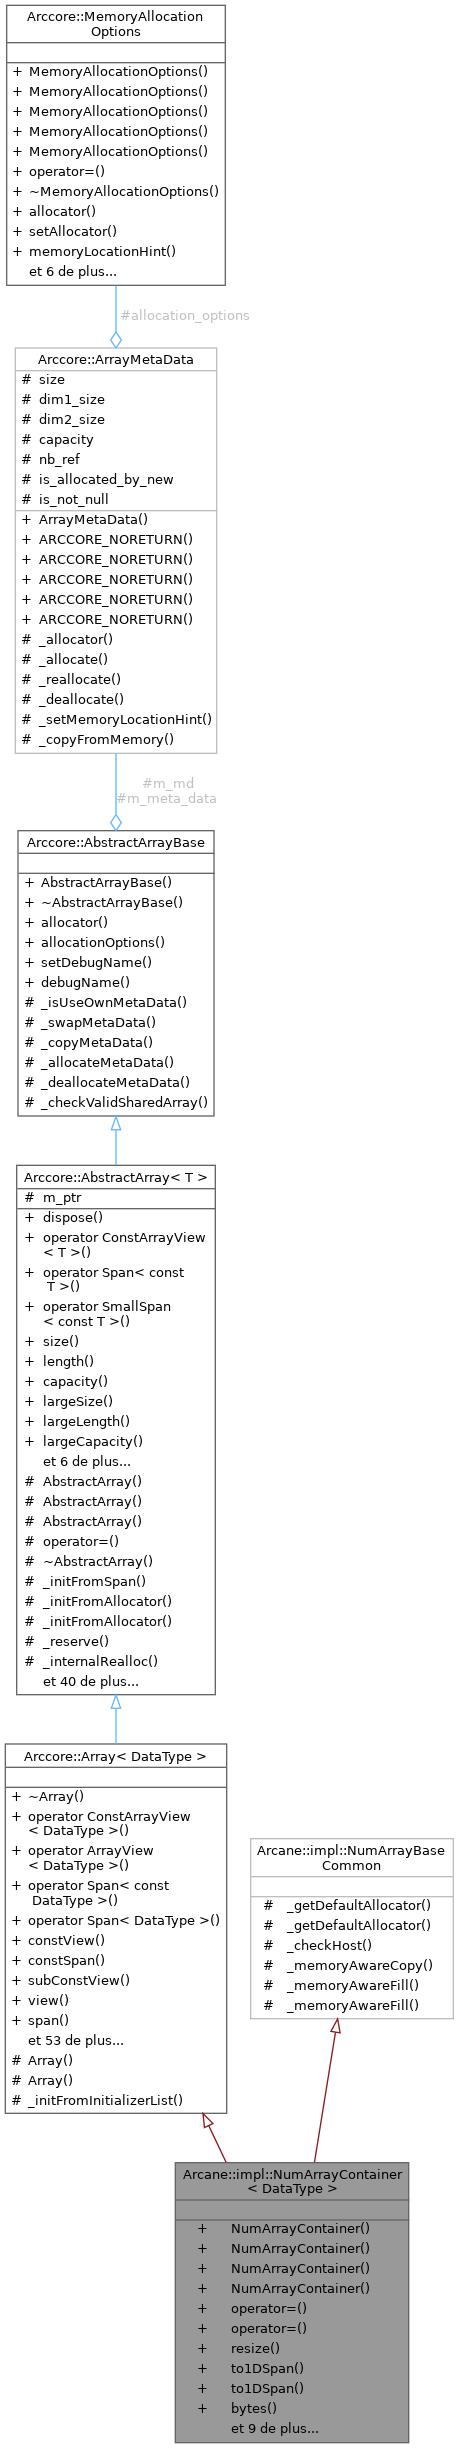 Arccore::MemoryAllocation
Options
+ MemoryAllocationOptions()
+ MemoryAllocationOptions()
+ MemoryAllocationOptions()
+ MemoryAllocationOptions()
+ MemoryAllocationOptions()
+ operator=()
+ ~MemoryAllocationOptions()
+ allocator()
+ setAllocator()
+ memoryLocationHint()
et 6 de plus...
#allocation_options
Arccore::ArrayMetaData
# size
# dim1_size
# dim2_size
# capacity
# nb_ref
# is_allocated_by_new
# is_not_null
+ ArrayMetaData()
+ ARCCORE_NORETURN()
+ ARCCORE_NORETURN()
+ ARCCORE_NORETURN()
+ ARCCORE_NORETURN()
+ ARCCORE_NORETURN()
# _allocator()
# _allocate()
# _reallocate()
# _deallocate()
# _setMemoryLocationHint()
# _copyFromMemory()
#m_md
#m_meta_data
Arccore::AbstractArrayBase
+ AbstractArrayBase()
+ ~AbstractArrayBase()
+ allocator()
+ allocationOptions()
+ setDebugName()
+ debugName()
# _isUseOwnMetaData()
# _swapMetaData()
# _copyMetaData()
# _allocateMetaData()
# _deallocateMetaData()
# _checkValidSharedArray()
Arccore::AbstractArray< T >
# m_ptr
+ dispose()
+ operator ConstArrayView
< T >()
+ operator Span< const
T >()
+ operator SmallSpan
< const T >()
+ size()
+ length()
+ capacity()
+ largeSize()
+ largeLength()
+ largeCapacity()
et 6 de plus...
# AbstractArray()
# AbstractArray()
# AbstractArray()
# operator=()
# ~AbstractArray()
# _initFromSpan()
# _initFromAllocator()
# _initFromAllocator()
# _reserve()
# _internalRealloc()
et 40 de plus...
Arccore::Array< DataType >
+ ~Array()
+ operator ConstArrayView
< DataType >()
+ operator ArrayView
< DataType >()
+ operator Span< const
DataType >()
+ operator Span< DataType >()
+ constView()
+ constSpan()
+ subConstView()
+ view()
+ span()
et 53 de plus...
# Array()
# Array()
# _initFromInitializerList()
Arcane::impl::NumArrayBase
Common
# _getDefaultAllocator()
# _getDefaultAllocator()
# _checkHost()
# _memoryAwareCopy()
# _memoryAwareFill()
# _memoryAwareFill()
Arcane::impl::NumArrayContainer
< DataType >
+ NumArrayContainer()
+ NumArrayContainer()
+ NumArrayContainer()
+ NumArrayContainer()
+ operator=()
+ operator=()
+ resize()
+ to1DSpan()
+ to1DSpan()
+ bytes()
et 9 de plus...